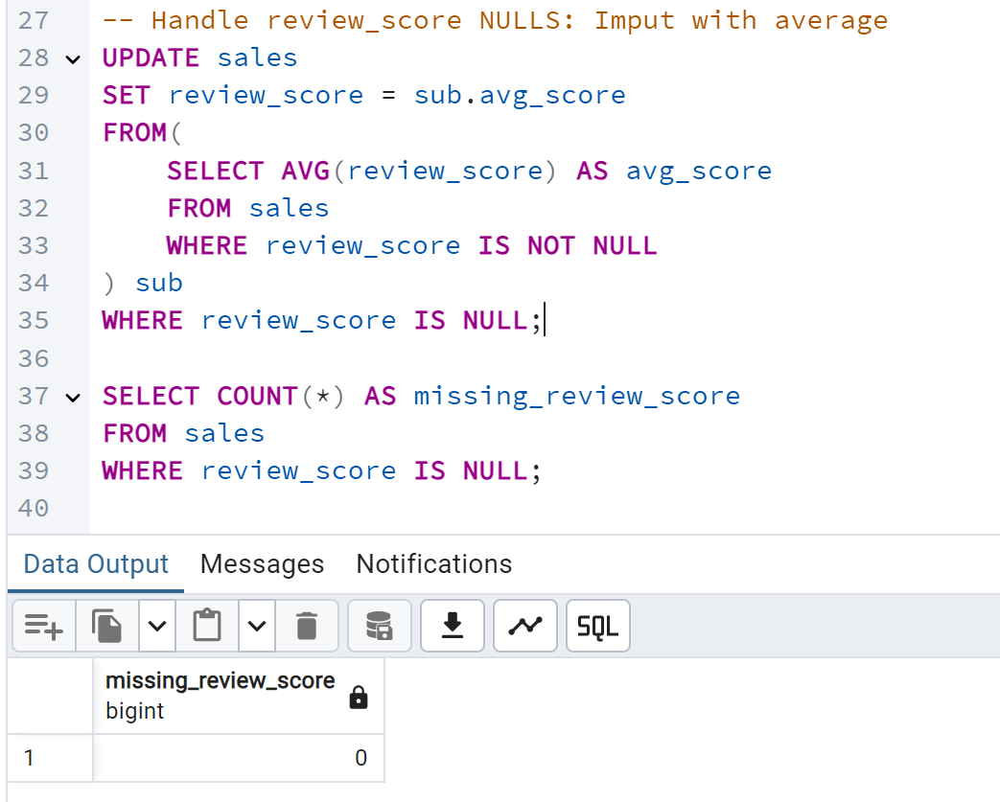 27 -- Handle review_score NULLS: Imput with average
28 UPDATE sales
29 SET review_score = sub.avg_score
30 FROM(
31 SELECT AVG(review_score) AS avg_score
32 FROM sales
33 WHERE review_score IS NOT NULL
34 ) sub
35 WHERE review_score IS NULL;
36
37 SELECT COUNT(*) AS missing_review_score
38 FROM sales
39 WHERE review_score IS NULL;
40
Data Output Messages Notifications
SQL
missing_review_score
bigint
1 0